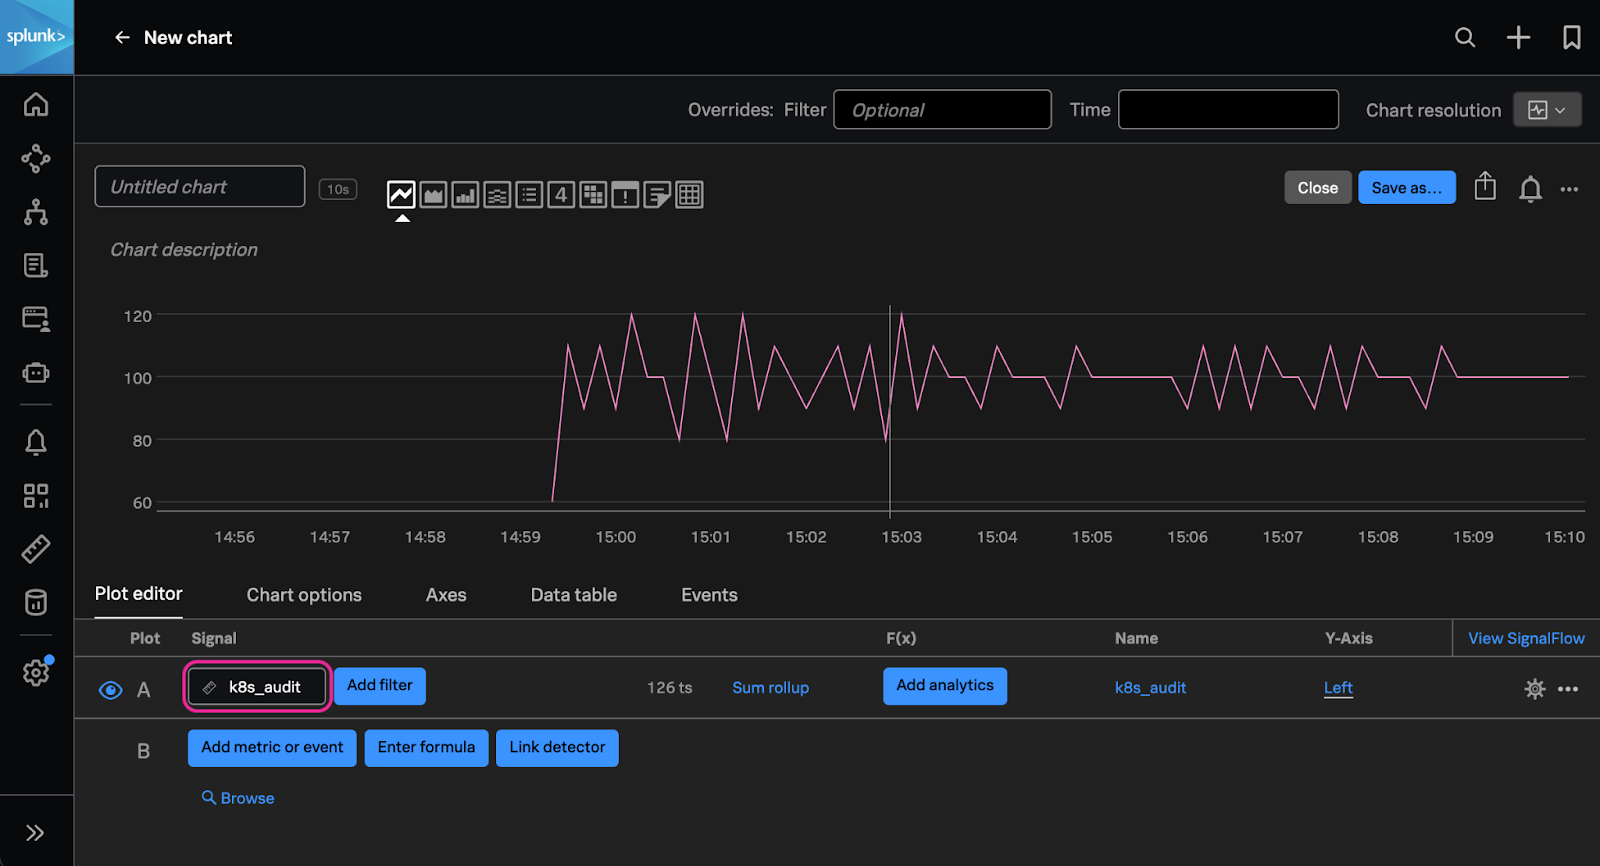 splunk>
New chart
Overrides: Filter Optional Time Chart resolution
Untitled chart 10s 4 Close Save as...
Chart description
120
100
80
60
14:56 14:57 14:58 14:59 15:00 15:01 15:02 15:03 15:04 15:05 15:06 15:07 15:08 15:09 15:10
Plot editor Chart options Axes Data table Events
Plot Signal F(x) Name Y-Axis View SignalFlow
A k8s_audit Add filter 126 ts Sum rollup Add analytics k8s_audit Left
B Add metric or event Enter formula Link detector
Browse